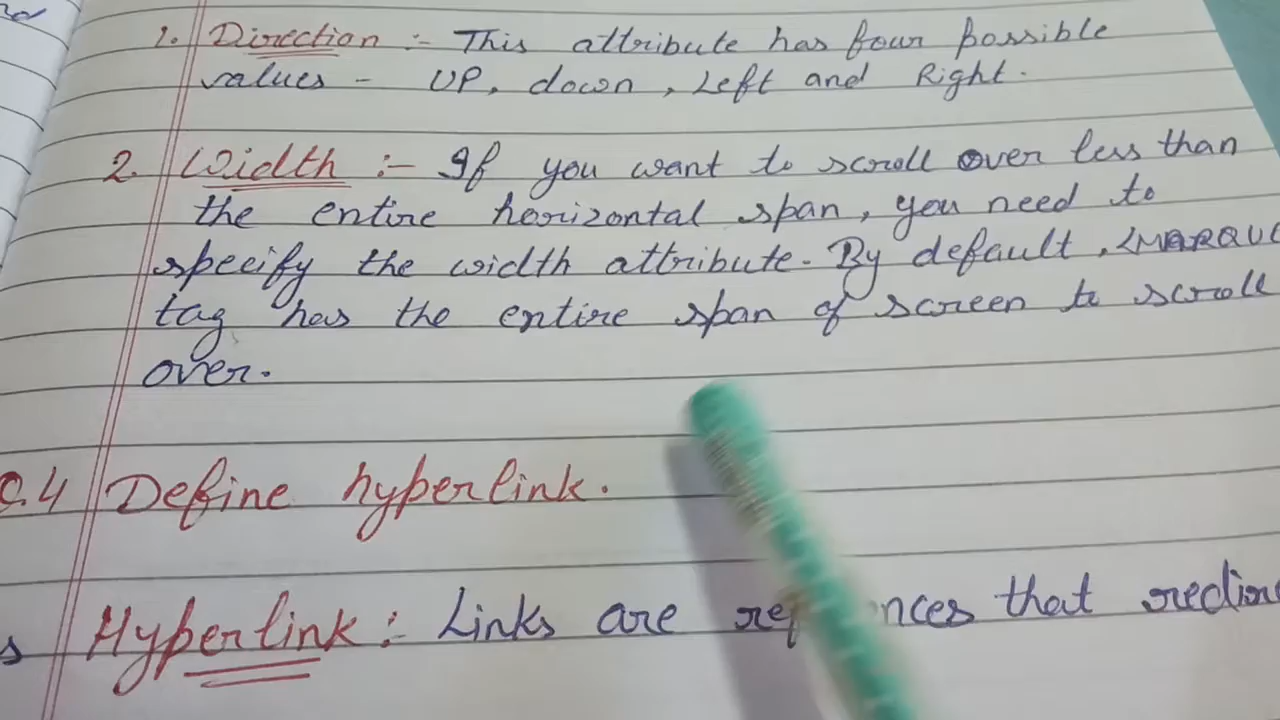 1. Direction :- This attribute has four possible
values - UP, down, Left and Right.
2. Width :- If you want to scroll over less than
the entire horizontal span, you need to
specify the width attribute. By default, <MARQU
tag has the entire span of screen to scroll
over.
Q.4 Define hyperlink.
Hyperlink :- Links are that